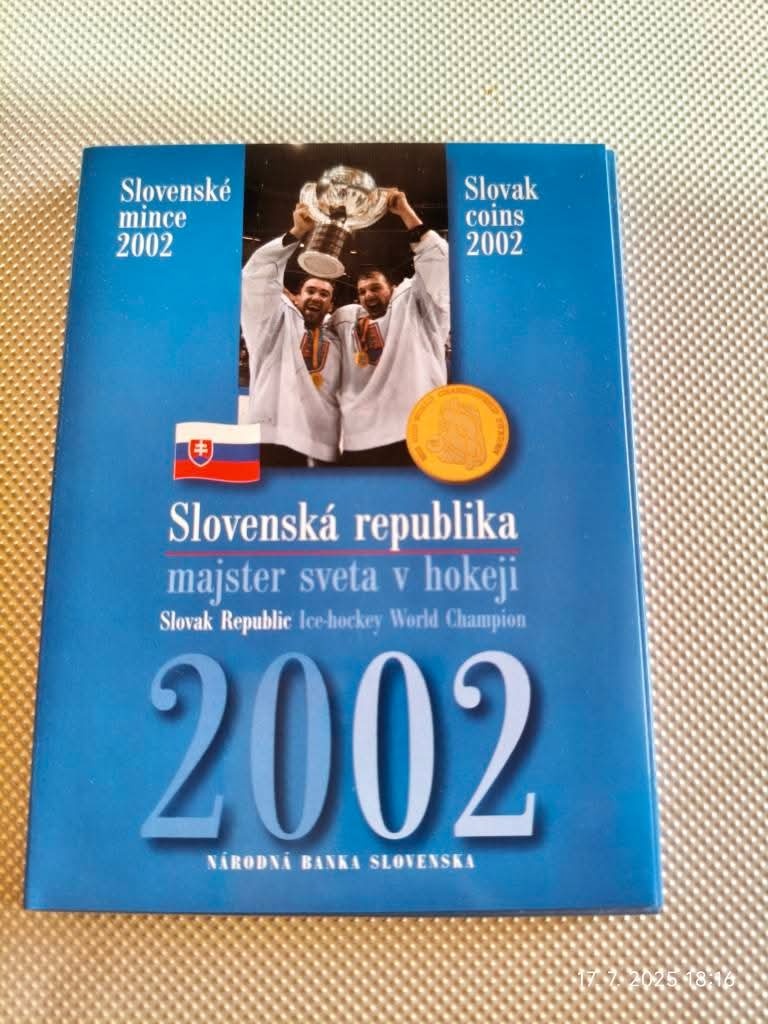 Slovenské
mince
2002
Slovak
coins
2002
Slovenská republika
majster sveta v hokeji
Slovak Republic Ice-hockey World Champion
2002
NÁRODNÁ BANKA SLOVENSKA
17. 7. 2025 18:16